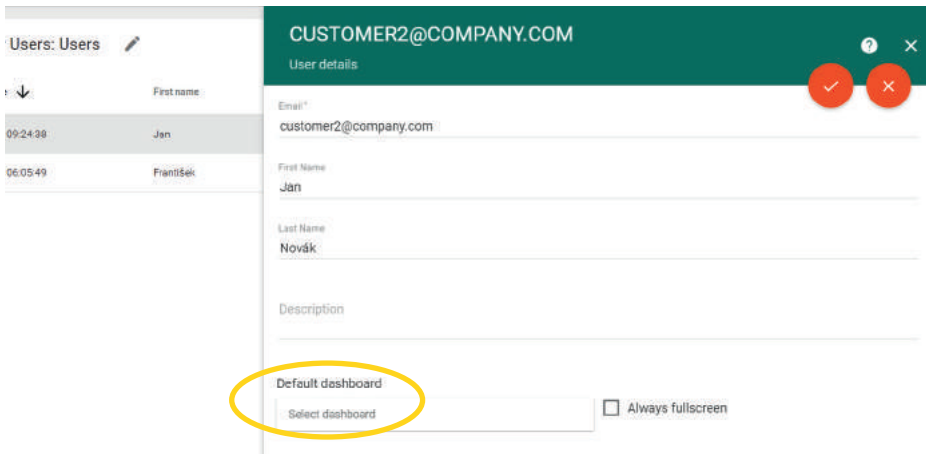 Users: Users
First name
09:24:38
Jan
06:05:49
František
CUSTOMER2@COMPANY.COM
User details
?
Email*
customer2@company.com
First Name
Jan
Last Name
Novák
Description
Default dashboard
Select dashboard
Always fullscreen